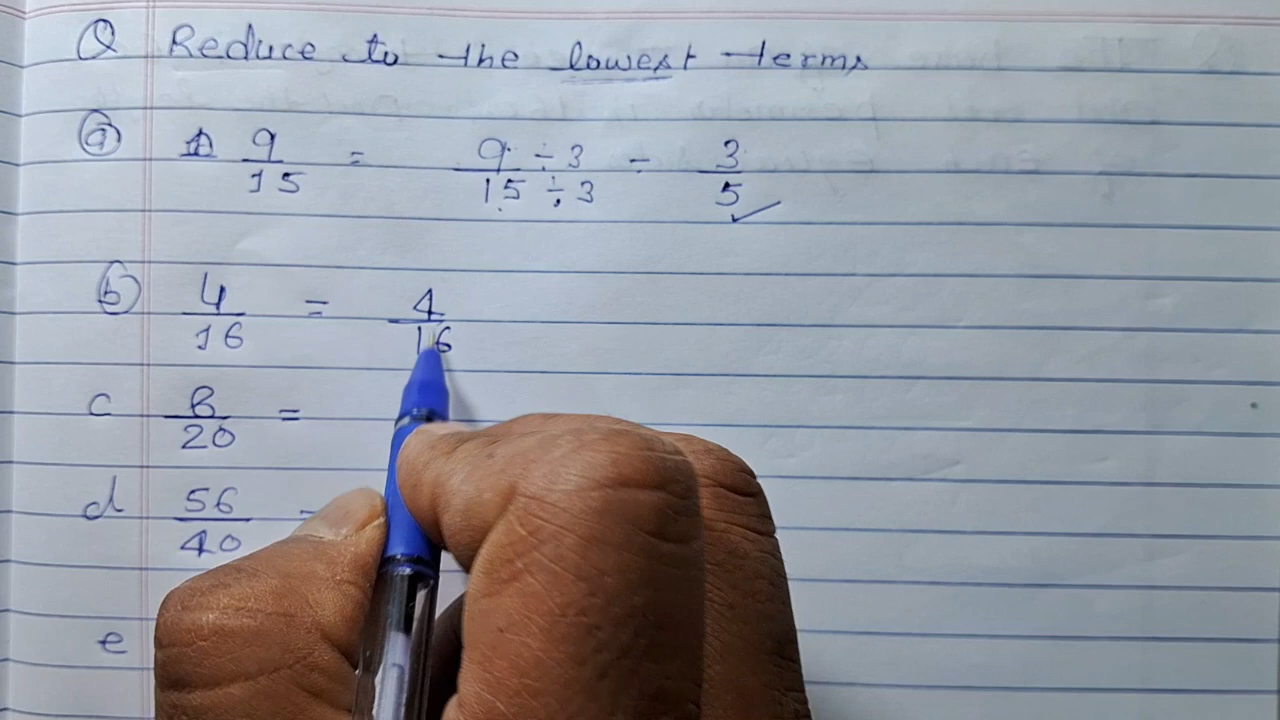 Q Reduce to the lowest terms
a 9/15 = 9 ÷ 3 / 15 ÷ 3 = 3/5 ✓
b 4/16 = 4/16
c 8/20 =
d 56/40 =
e